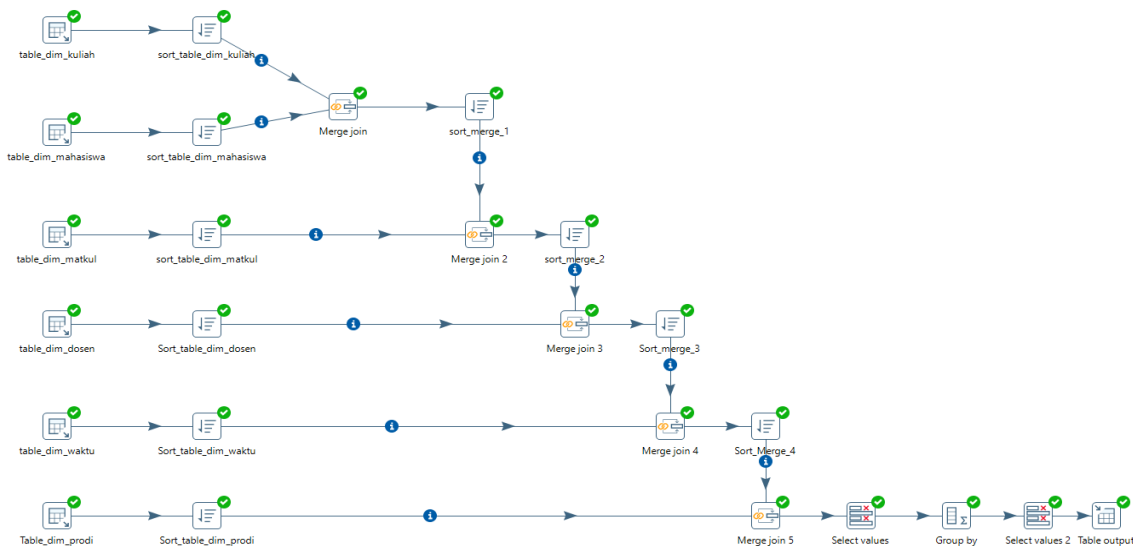 table_dim_kuliah
sort_table_dim_kuliah
Merge join
sort_merge_1
table_dim_mahasiswa
sort_table_dim_mahasiswa
table_dim_matkul
sort_table_dim_matkul
Merge join 2
sort_merge_2
table_dim_dosen
Sort_table_dim_dosen
Merge join 3
Sort_merge_3
table_dim_waktu
Sort_table_dim_waktu
Merge join 4
Sort_Merge_4
Table_dim_prodi
Sort_table_dim_prodi
Merge join 5
Select values
Group by
Select values 2
Table output